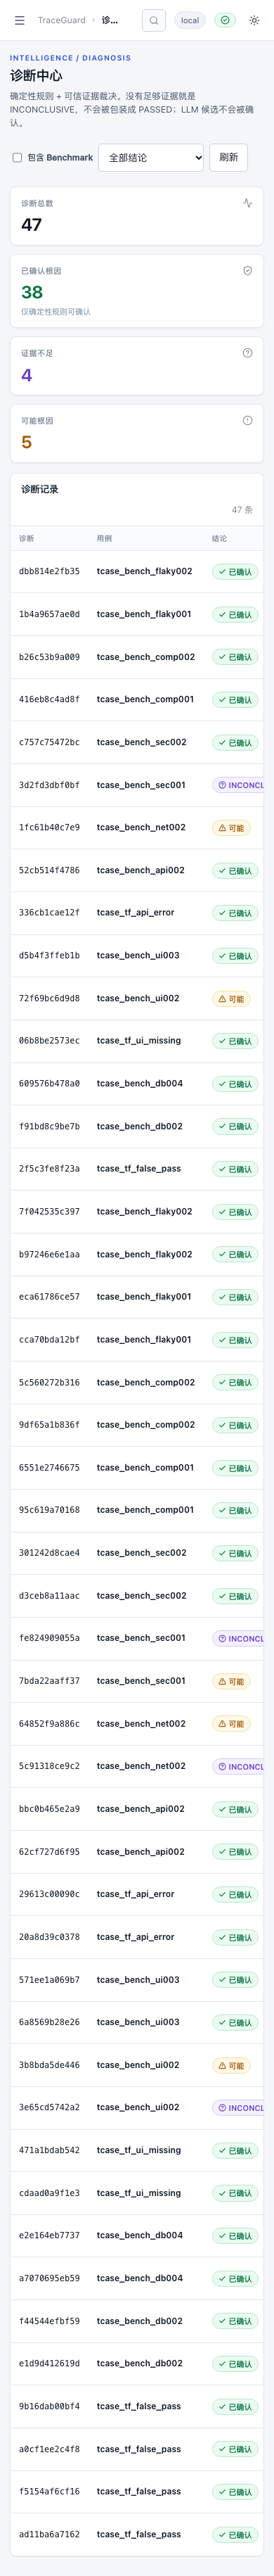 TraceGuard › 诊... local
INTELLIGENCE / DIAGNOSIS
诊断中心
确定性规则 + 可信证据裁决。没有足够证据就是
INCONCLUSIVE，不会被包装成 PASSED；LLM 候选不会被确
认。
包含 Benchmark 全部结论 刷新
诊断总数
47
已确认根因
38
仅确定性规则可确认
证据不足
4
可能根因
5
诊断记录
47 条
诊断 用例 结论
dbb814e2fb35 tcase_bench_flaky002 已确认
1b4a9657ae0d tcase_bench_flaky001 已确认
b26c53b9a009 tcase_bench_comp002 已确认
416eb8c4ad8f tcase_bench_comp001 已确认
c757c75472bc tcase_bench_sec002 已确认
3d2fd3dbf0bf tcase_bench_sec001 INCONCL
1fc61b40c7e9 tcase_bench_net002 可能
52cb514f4786 tcase_bench_api002 已确认
336cb1cae12f tcase_tf_api_error 已确认
d5b4f3ffeb1b tcase_bench_ui003 已确认
72f69bc6d9d8 tcase_bench_ui002 可能
06b8be2573ec tcase_tf_ui_missing 已确认
609576b478a0 tcase_bench_db004 已确认
f91bd8c9be7b tcase_bench_db002 已确认
2f5c3fe8f23a tcase_tf_false_pass 已确认
7f042535c397 tcase_bench_flaky002 已确认
b97246e6e1aa tcase_bench_flaky002 已确认
eca61786ce57 tcase_bench_flaky001 已确认
cca70bda12bf tcase_bench_flaky001 已确认
5c560272b316 tcase_bench_comp002 已确认
9df65a1b836f tcase_bench_comp002 已确认
6551e2746675 tcase_bench_comp001 已确认
95c619a70168 tcase_bench_comp001 已确认
301242d8cae4 tcase_bench_sec002 已确认
d3ceb8a11aac tcase_bench_sec002 已确认
fe824909055a tcase_bench_sec001 INCONCL
7bda22aaff37 tcase_bench_sec001 可能
64852f9a886c tcase_bench_net002 可能
5c91318ce9c2 tcase_bench_net002 INCONCL
bbc0b465e2a9 tcase_bench_api002 已确认
62cf727d6f95 tcase_bench_api002 已确认
29613c00090c tcase_tf_api_error 已确认
20a8d39c0378 tcase_tf_api_error 已确认
571ee1a069b7 tcase_bench_ui003 已确认
6a8569b28e26 tcase_bench_ui003 已确认
3b8bda5de446 tcase_bench_ui002 可能
3e65cd5742a2 tcase_bench_ui002 INCONCL
471a1bdab542 tcase_tf_ui_missing 已确认
cdaad0a9f1e3 tcase_tf_ui_missing 已确认
e2e164eb7737 tcase_bench_db004 已确认
a7070695eb59 tcase_bench_db004 已确认
f44544efbf59 tcase_bench_db002 已确认
e1d9d412619d tcase_bench_db002 已确认
9b16dab00bf4 tcase_tf_false_pass 已确认
a0cf1ee2c4f8 tcase_tf_false_pass 已确认
f5154af6cf16 tcase_tf_false_pass 已确认
ad11ba6a7162 tcase_tf_false_pass 已确认